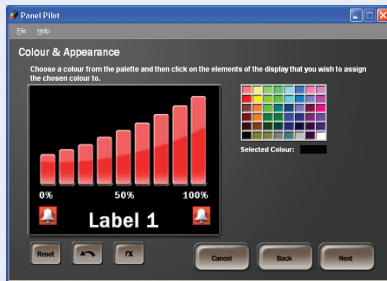 Panel Pilot
File Help
Colour & Appearance
Choose a colour from the palette and then click on the elements of the display that you wish to assign
the chosen colour to.
Selected Colour:
0% 50% 100%
Label 1
Reset fX Cancel Back Next